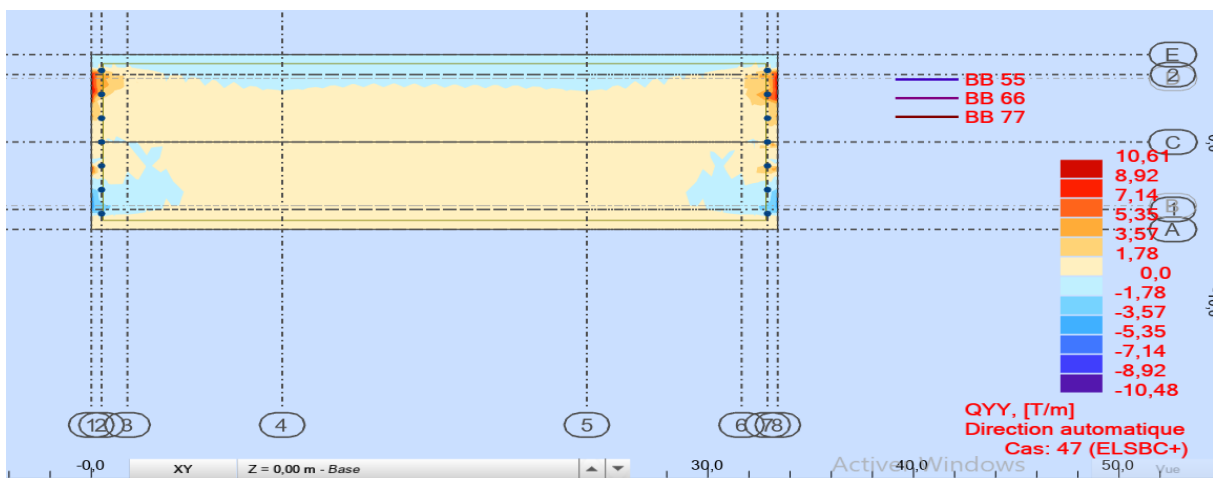 E
2
BB 55
BB 66
BB 77
C
10,61
8,92
7,14
5,35
3,57
1,78
0,0
-1,78
-3,57
-5,35
-7,14
-8,92
-10,48
B
1
A
QYY, [T/m]
Direction automatique
Cas: 47 (ELSBC+)
1 2 3 4 5 6 7 8
-0,0 XY Z = 0,00 m - Base 30,0 Active Windows 40,0 50,0 Vue